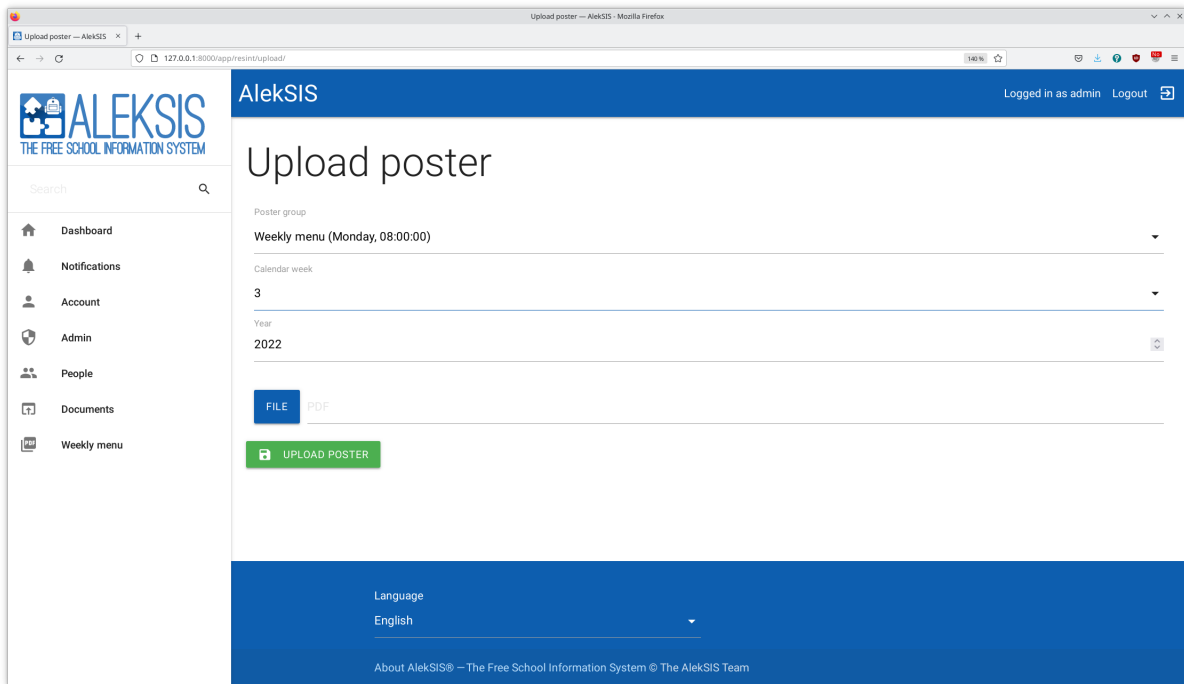 Upload poster — AlekSIS - Mozilla Firefox
Upload poster — AlekSIS × +
127.0.0.1:8000/app/resint/upload/ 140 %
ALEKSIS
THE FREE SCHOOL INFORMATION SYSTEM
AlekSIS Logged in as admin Logout
Search
Dashboard
Notifications
Account
Admin
People
Documents
PDF Weekly menu
Upload poster
Poster group
Weekly menu (Monday, 08:00:00)
Calendar week
3
Year
2022
FILE PDF
UPLOAD POSTER
Language
English
About AlekSIS® — The Free School Information System © The AlekSIS Team